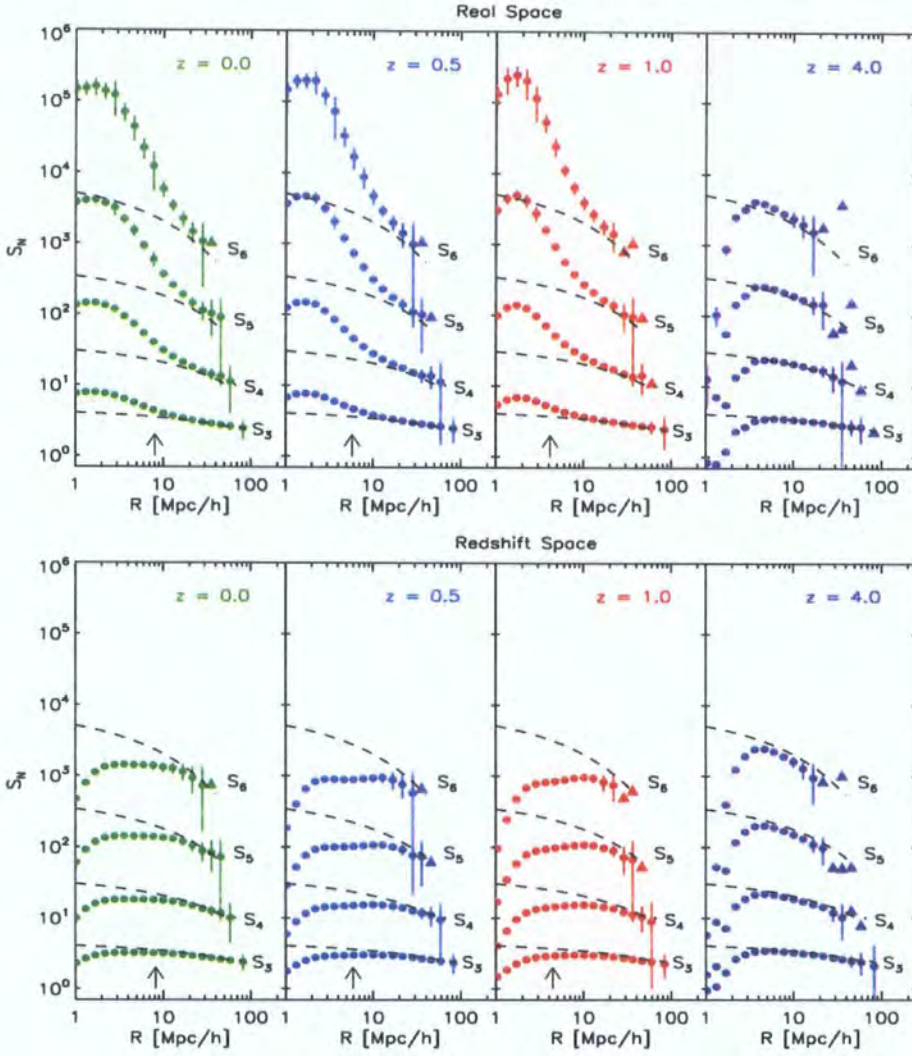 Real Space
10⁶
10⁵
10⁴
10³
10²
10¹
10⁰
S_N
z = 0.0
z = 0.5
z = 1.0
z = 4.0
S₆ S₆ S₆ S₆
S₅ S₅ S₅ S₅
S₄ S₄ S₄ S₄
S₃ S₃ S₃ S₃
1 10 100 1 10 100 1 10 100 1 10 100
R [Mpc/h] R [Mpc/h] R [Mpc/h] R [Mpc/h]
Redshift Space
10⁶
10⁵
10⁴
10³
10²
10¹
10⁰
S_N
z = 0.0
z = 0.5
z = 1.0
z = 4.0
S₆ S₆ S₆ S₆
S₅ S₅ S₅ S₅
S₄ S₄ S₄ S₄
S₃ S₃ S₃ S₃
1 10 100 1 10 100 1 10 100 1 10 100
R [Mpc/h] R [Mpc/h] R [Mpc/h] R [Mpc/h]